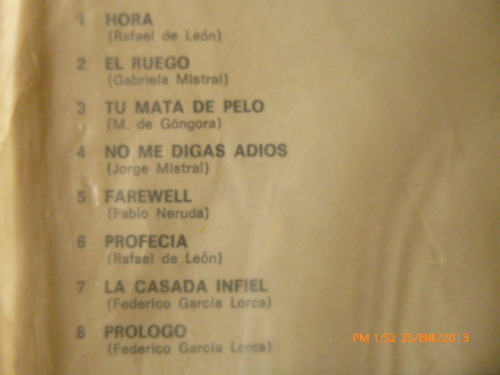 1 HORA
(Rafael de León)
2 EL RUEGO
(Gabriela Mistral)
3 TU MATA DE PELO
(M. de Góngora)
4 NO ME DIGAS ADIOS
(Jorge Mistral)
5 FAREWELL
(Pablo Neruda)
6 PROFECIA
(Rafael de León)
7 LA CASADA INFIEL
(Federico García Lorca)
8 PROLOGO
(Federico García Lorca)
PM 1:52 25/ENE/2013